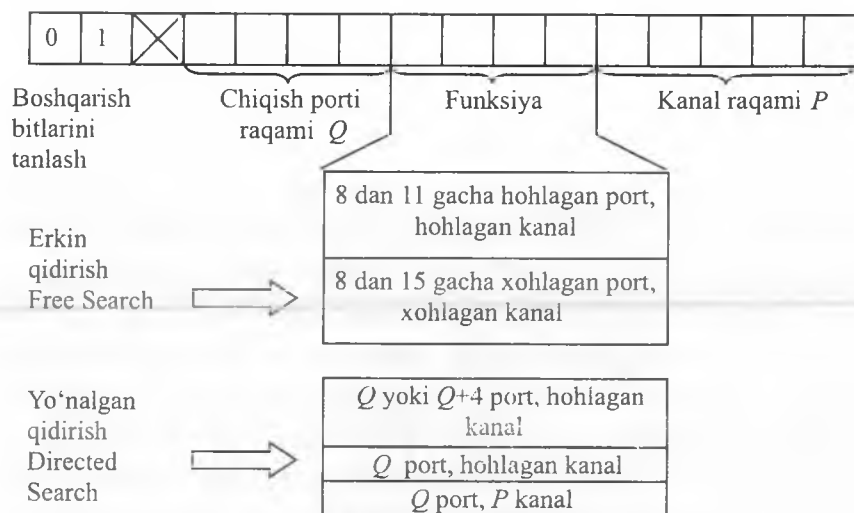 0 1
Boshqarish
bitlarini
tanlash
Chiqish porti
raqami Q
Funksiya
Kanal raqami P
8 dan 11 gacha hohlagan port,
hohlagan kanal
Erkin
qidirish
Free Search
8 dan 15 gacha xohlagan port,
xohlagan kanal
Yo‘nalgan
qidirish
Directed
Search
Q yoki Q+4 port, hohlagan
kanal
Q port, hohlagan kanal
Q port, P kanal